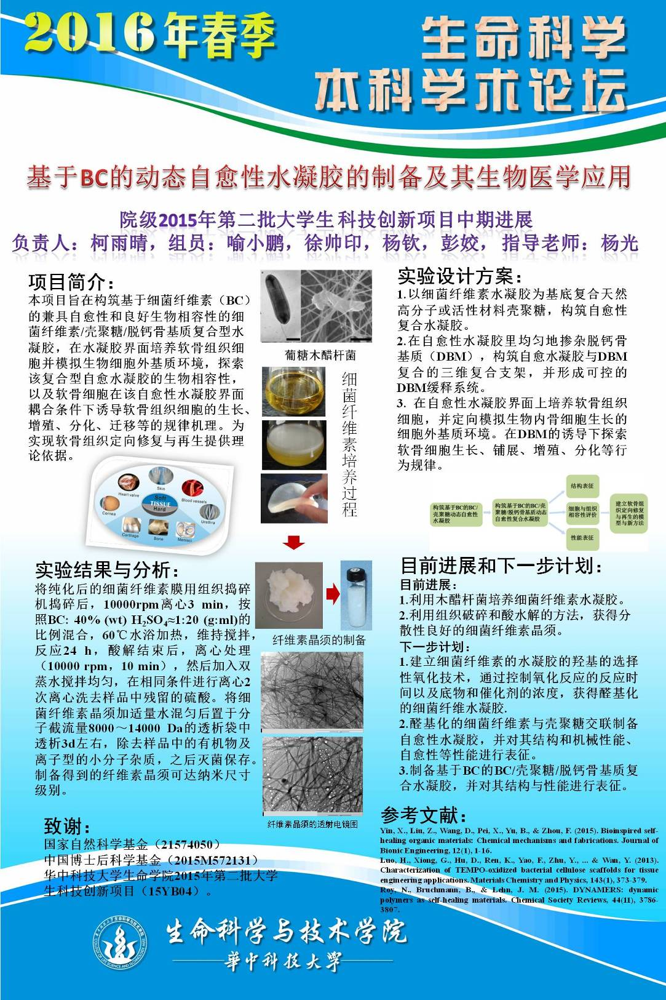 2016年春季
生命科学
本科学术论坛
基于BC的动态自愈性水凝胶的制备及其生物医学应用
院级2015年第二批大学生科技创新项目中期进展
负责人：柯雨晴，组员：喻小鹏，徐帅印，杨钦，彭姣，指导老师：杨光
项目简介：
本项目旨在构筑基于细菌纤维素（BC）
的兼具自愈性和良好生物相容性的细
菌纤维素/壳聚糖/脱钙骨基质复合型水
凝胶，在水凝胶界面培养软骨组织细
胞并模拟生物细胞外基质环境，探索
该复合型自愈水凝胶的生物相容性，
以及软骨细胞在该自愈性水凝胶界面
耦合条件下诱导软骨组织细胞的生长、
增殖、分化、迁移等的规律机理。为
实现软骨组织定向修复与再生提供理
论依据。
Heart valve
Skin
Blood vessels
Cornea
Soft
TISSUE
Hard
Urethra
Cartilage
Bone
Menisci
葡糖木醋杆菌
细菌纤维素培养过程
实验设计方案：
1.以细菌纤维素水凝胶为基底复合天然
高分子或活性材料壳聚糖，构筑自愈性
复合水凝胶。
2.在自愈性水凝胶里均匀地掺杂脱钙骨
基质（DBM），构筑自愈水凝胶与DBM
复合的三维复合支架，并形成可控的
DBM缓释系统。
3. 在自愈性水凝胶界面上培养软骨组织
细胞，并定向模拟生物内骨细胞生长的
细胞外基质环境。在DBM的诱导下探索
软骨细胞生长、铺展、增殖、分化等行
为规律。
构筑基于BC的BC/
壳聚糖动态自愈性
水凝胶
构筑基于BC的BC/壳
聚糖/脱钙骨基质动态
自愈性复合水凝胶
结构表征
细胞与组织
相容性评价
性能表征
建立软骨组
织定向修复
与再生的模
型与新方法
实验结果与分析：
将纯化后的细菌纤维素膜用组织捣碎
机捣碎后，10000rpm离心3 min，按
照BC: 40% (wt) H₂SO₄≈1:20 (g:ml)的
比例混合，60℃水浴加热，维持搅拌，
反应24 h，酸解结束后，离心处理
（10000 rpm，10 min），然后加入双
蒸水搅拌均匀，在相同条件进行离心2
次离心洗去样品中残留的硫酸。将细
菌纤维素晶须加适量水混匀后置于分
子截流量8000～14000 Da的透析袋中
透析3d左右，除去样品中的有机物及
离子型的小分子杂质，之后灭菌保存。
制备得到的纤维素晶须可达纳米尺寸
级别。
纤维素晶须的制备
纤维素晶须的透射电镜图
目前进展和下一步计划：
目前进展：
1.利用木醋杆菌培养细菌纤维素水凝胶。
2.利用组织破碎和酸水解的方法，获得分
散性良好的细菌纤维素晶须。
下一步计划：
1.建立细菌纤维素的水凝胶的羟基的选择
性氧化技术，通过控制氧化反应的反应时
间以及底物和催化剂的浓度，获得醛基化
的细菌纤维水凝胶.
2.醛基化的细菌纤维素与壳聚糖交联制备
自愈性水凝胶，并对其结构和机械性能、
自愈性等性能进行表征。
3.制备基于BC的BC/壳聚糖/脱钙骨基质复
合水凝胶，并对其结构与性能进行表征。
致谢：
国家自然科学基金（21574050）
中国博士后科学基金（2015M572131）
华中科技大学生命学院2015年第二批大学
生科技创新项目（15YB04）。
参考文献：
Yin, X., Liu, Z., Wang, D., Pei, X., Yu, B., & Zhou, F. (2015). Bioinspired self-
healing organic materials: Chemical mechanisms and fabrications. Journal of
Bionic Engineering, 12(1), 1-16.
Luo, H., Xiong, G., Hu, D., Ren, K., Yao, F., Zhu, Y., ... & Wan, Y. (2013).
Characterization of TEMPO-oxidized bacterial cellulose scaffolds for tissue
engineering applications. Materials Chemistry and Physics, 143(1), 373-379.
Roy, N., Bruchmann, B., & Lehn, J. M. (2015). DYNAMERS: dynamic
polymers as self-healing materials. Chemical Society Reviews, 44(11), 3786-
3807.
生命科学与技术学院
華中科技大學